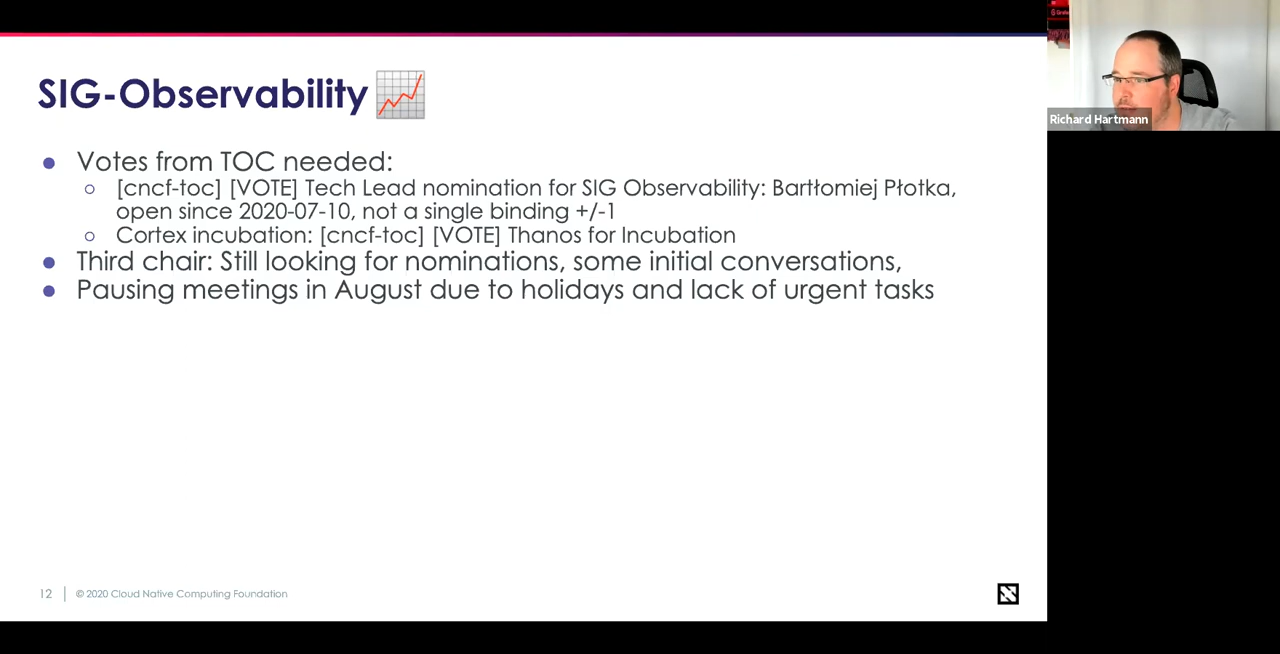 SIG-Observability
Votes from TOC needed:
[cncf-toc] [VOTE] Tech Lead nomination for SIG Observability: Bartłomiej Płotka,
open since 2020-07-10, not a single binding +/-1
Cortex incubation: [cncf-toc] [VOTE] Thanos for Incubation
Third chair: Still looking for nominations, some initial conversations,
Pausing meetings in August due to holidays and lack of urgent tasks
12
© 2020 Cloud Native Computing Foundation
Richard Hartmann